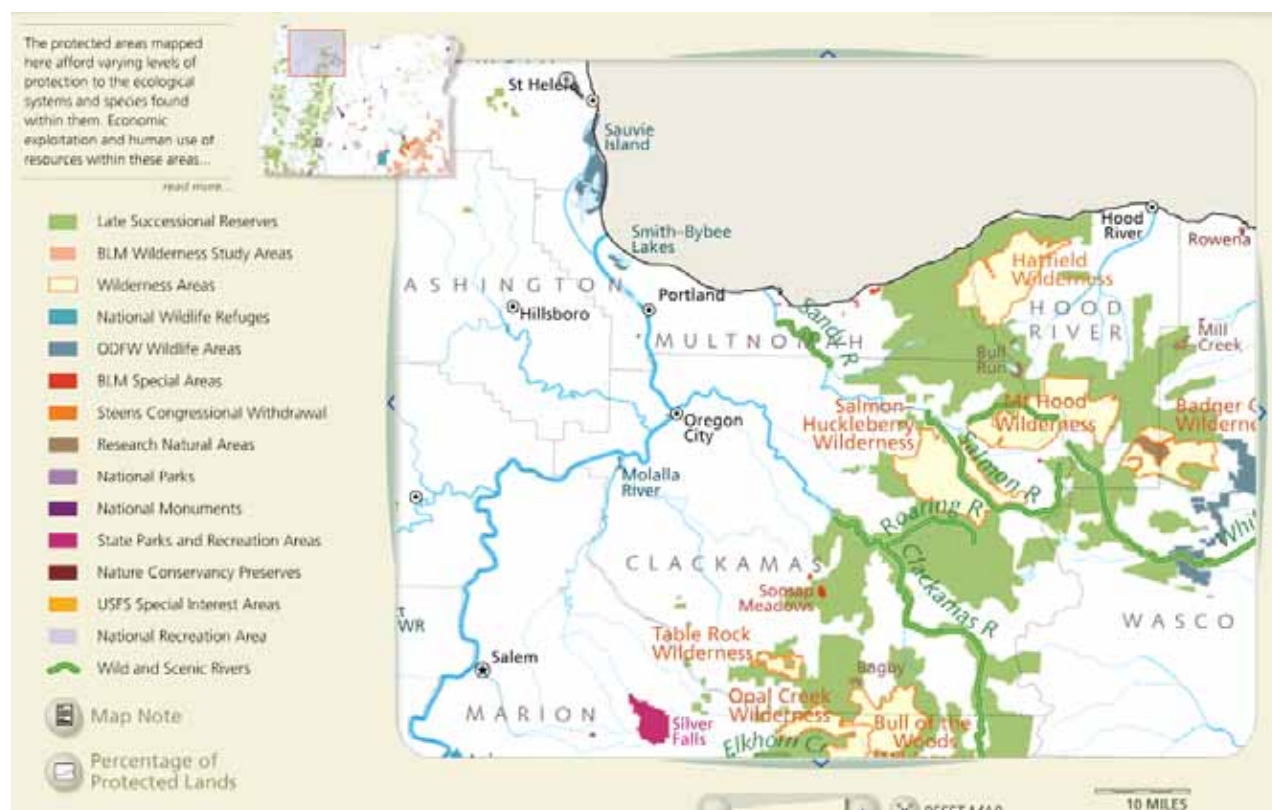 The protected areas mapped
here afford varying levels of
protection to the ecological
systems and species found
within them. Economic
exploitation and human use of
resources within these areas...
read more...
Late Successional Reserves
BLM Wilderness Study Areas
Wilderness Areas
National Wildlife Refuges
ODFW Wildlife Areas
BLM Special Areas
Steens Congressional Withdrawal
Research Natural Areas
National Parks
National Monuments
State Parks and Recreation Areas
Nature Conservancy Preserves
USFS Special Interest Areas
National Recreation Area
Wild and Scenic Rivers
Map Note
Percentage of
Protected Lands
St Helens
Sauvie
Island
Smith-Bybee
Lakes
Hood
River
Rowena
Hatfield
Wilderness
ASHINGTON
Portland
Hillsboro
HOOD
RIVER
Sandy R
MULTNOMAH
Mill
Creek
Bull
Run
Oregon
City
Salmon-
Huckleberry
Wilderness
Mt Hood
Wilderness
Badger C
Wilderne
Salmon R
Molalla
River
Roaring R
Whi
CLACKAMAS
Clackamas R
Soosap
Meadows
WASCO
WR
Table Rock
Wilderness
Salem
Bagby
Opal Creek
Wilderness
MARION
Silver
Falls
Bull of the
Woods
Elkhorn C
RESET MAP
10 MILES